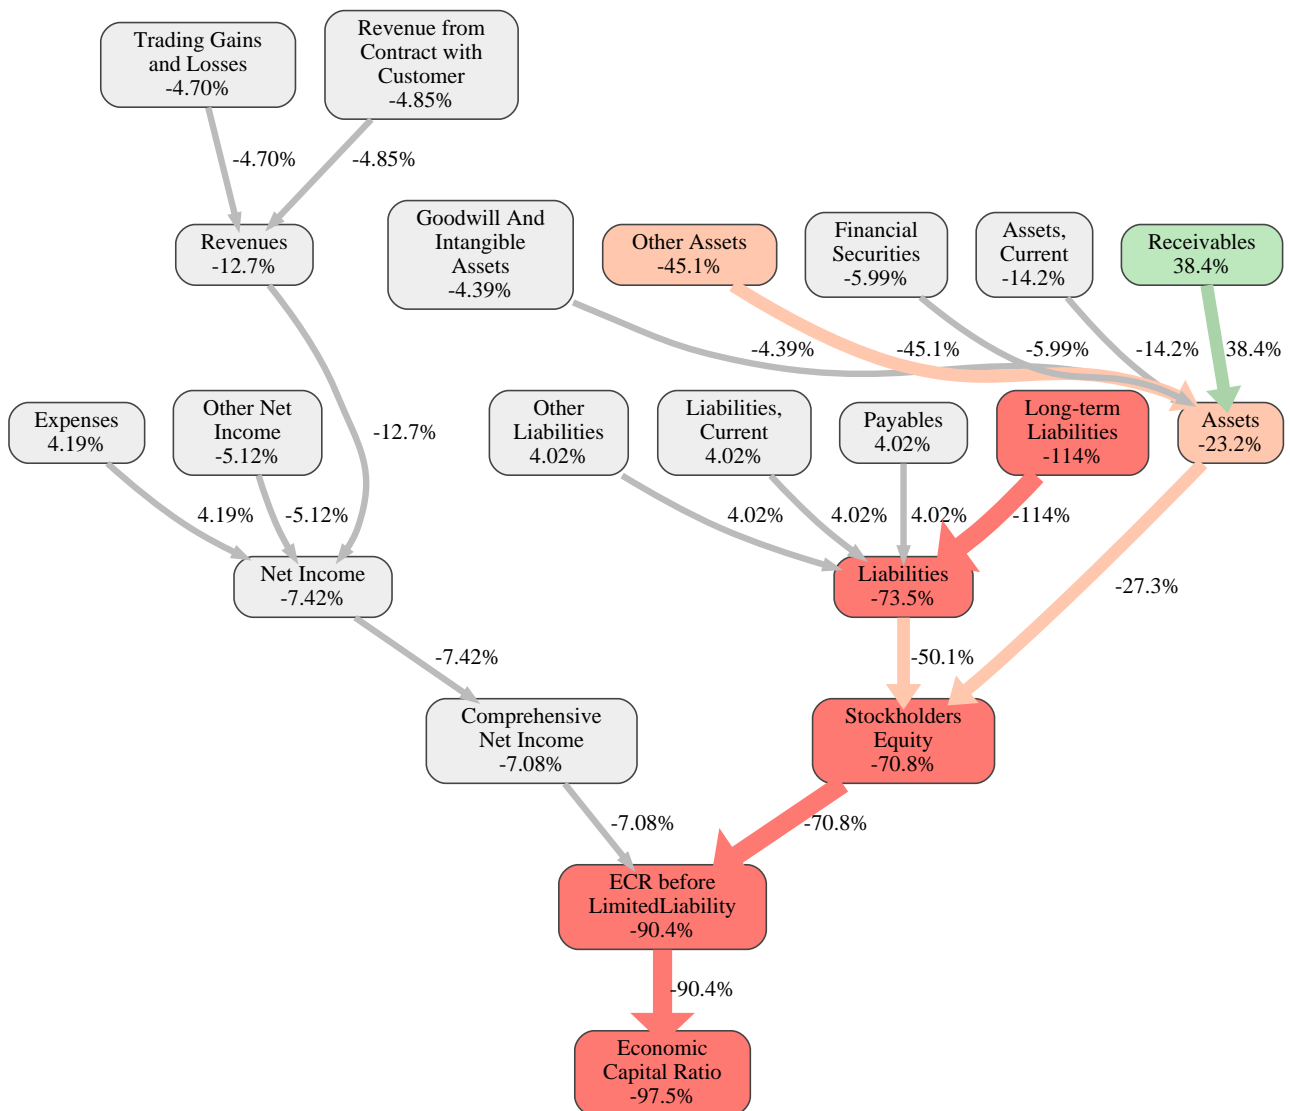 Trading Gains
and Losses
-4.70%
Revenue from
Contract with
Customer
-4.85%
-4.70%
-4.85%
Revenues
-12.7%
Goodwill And
Intangible
Assets
-4.39%
Other Assets
-45.1%
Financial
Securities
-5.99%
Assets,
Current
-14.2%
Receivables
38.4%
-4.39%
-45.1%
-5.99%
-14.2%
38.4%
Expenses
4.19%
Other Net
Income
-5.12%
-12.7%
Other
Liabilities
4.02%
Liabilities,
Current
4.02%
Payables
4.02%
Long-term
Liabilities
-114%
Assets
-23.2%
4.19%
-5.12%
4.02%
4.02%
4.02%
-114%
Net Income
-7.42%
Liabilities
-73.5%
-27.3%
-7.42%
-50.1%
Comprehensive
Net Income
-7.08%
Stockholders
Equity
-70.8%
-7.08%
-70.8%
ECR before
LimitedLiability
-90.4%
-90.4%
Economic
Capital Ratio
-97.5%